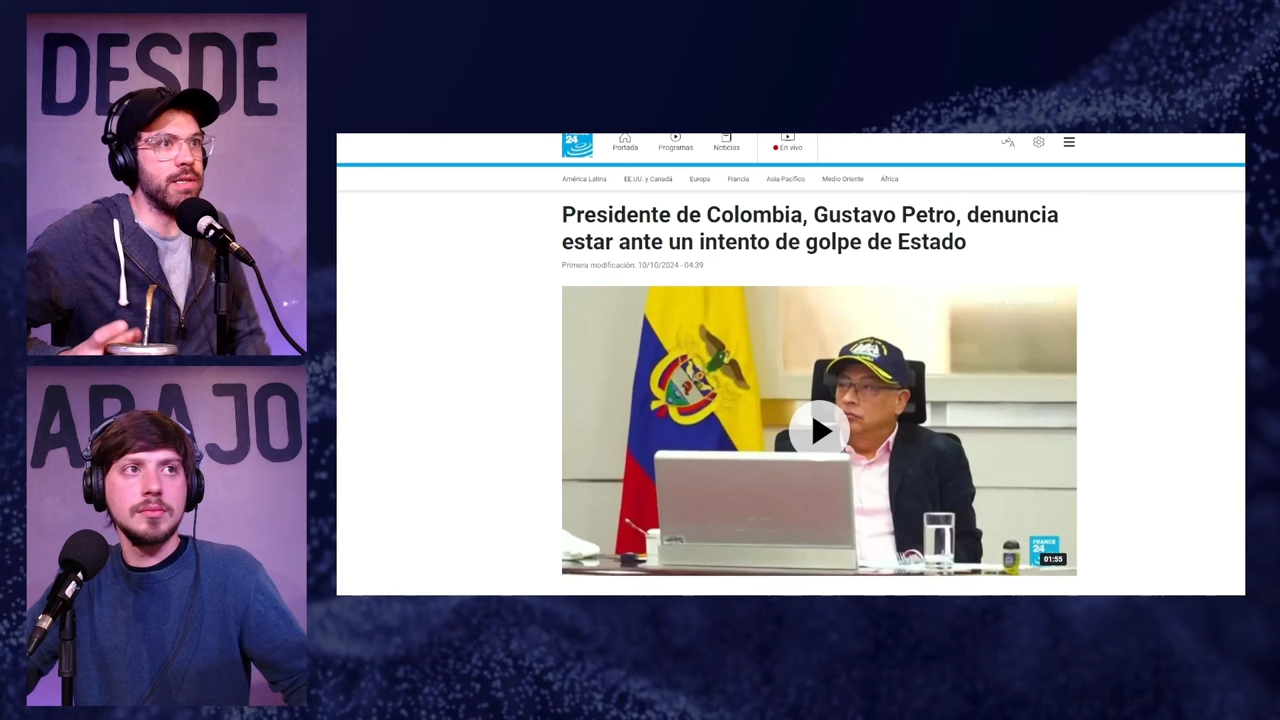 DESDE
ABAJO
24
Portada
Programas
Noticias
En vivo
América Latina
EE.UU. y Canadá
Europa
Francia
Asia-Pacífico
Medio Oriente
África
Presidente de Colombia, Gustavo Petro, denuncia
estar ante un intento de golpe de Estado
Primera modificación: 10/10/2024 - 04:39
FRANCE
24
01:55